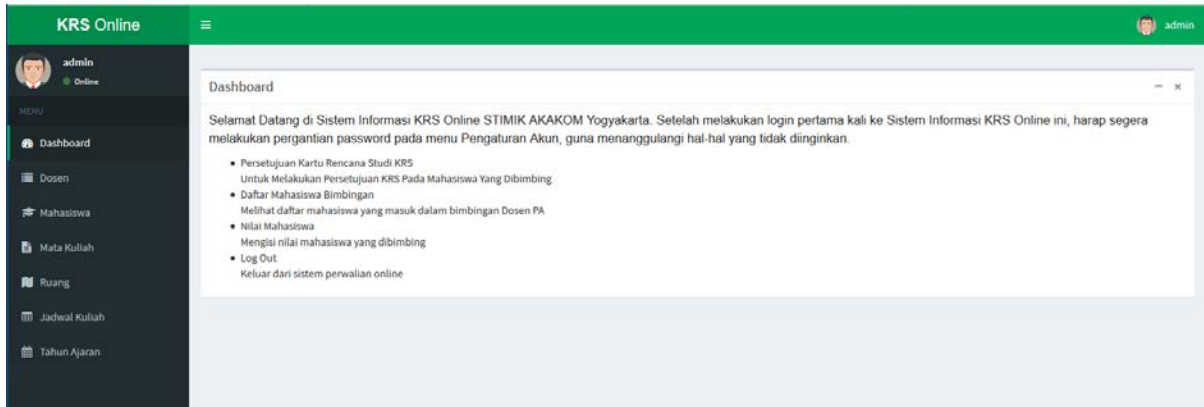 KRS Online
admin
admin
Online
MENU
Dashboard
Dosen
Mahasiswa
Mata Kuliah
Ruang
Jadwal Kuliah
Tahun Ajaran
Dashboard
Selamat Datang di Sistem Informasi KRS Online STIMIK AKAKOM Yogyakarta. Setelah melakukan login pertama kali ke Sistem Informasi KRS Online ini, harap segera
melakukan pergantian password pada menu Pengaturan Akun, guna menanggulangi hal-hal yang tidak diinginkan.
Persetujuan Kartu Rencana Studi KRS
Untuk Melakukan Persetujuan KRS Pada Mahasiswa Yang Dibimbing
Daftar Mahasiswa Bimbingan
Melihat daftar mahasiswa yang masuk dalam bimbingan Dosen PA
Nilai Mahasiswa
Mengisi nilai mahasiswa yang dibimbing
Log Out
Keluar dari sistem perwalian online